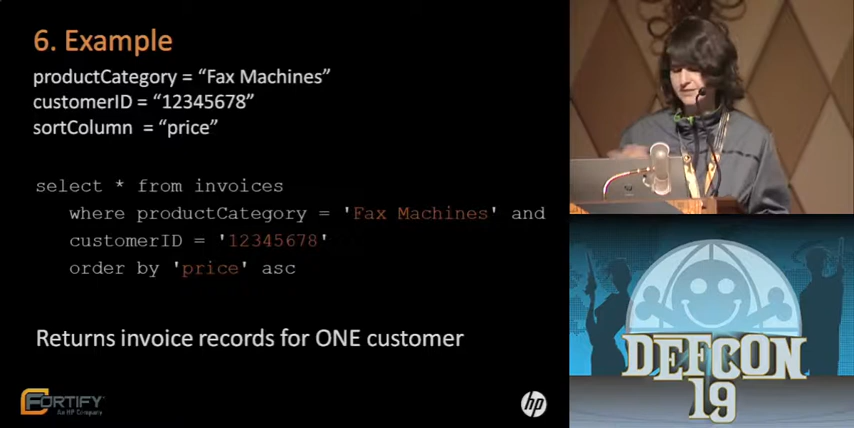 6. Example
productCategory = “Fax Machines”
customerID = “12345678”
sortColumn = “price”
select * from invoices
where productCategory = 'Fax Machines' and
customerID = '12345678'
order by 'price' asc
Returns invoice records for ONE customer
FORTIFY
An HP Company
hp
DEFCON
19